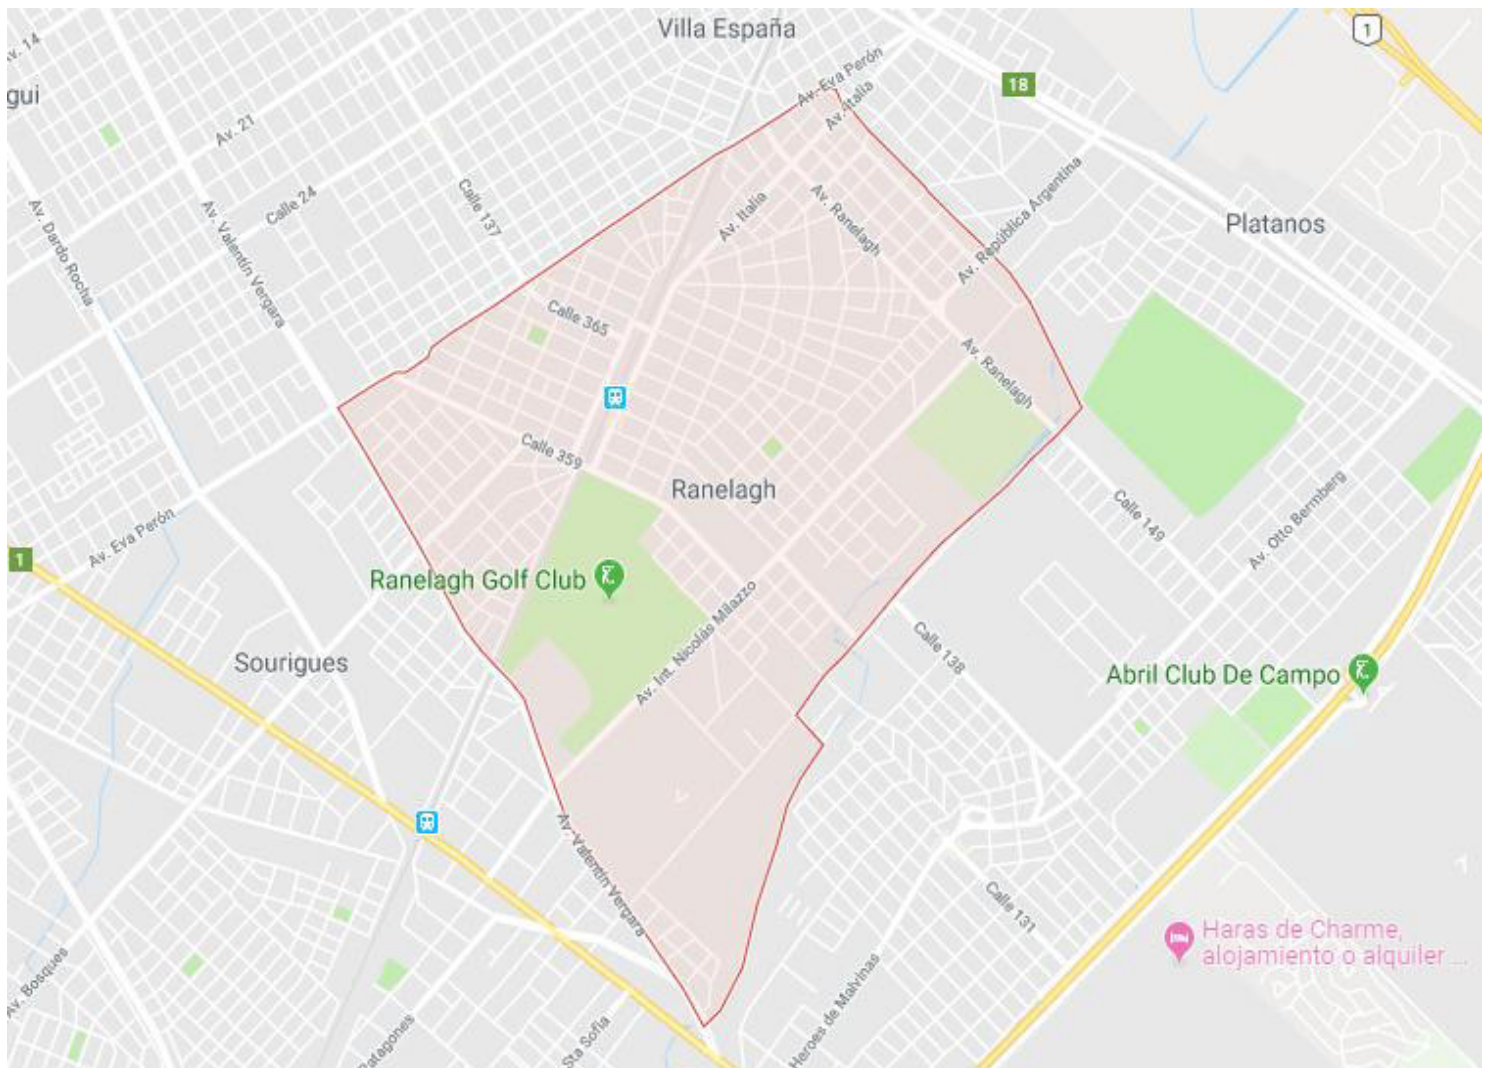 Villa España
1
Av. 14
gui
Av. Eva Perón
Av. Italia
18
Av. 21
Calle 24
Calle 137
Av. Dardo Rocha
Av. Valentín Vergara
Av. Italia
Av. Ranelagh
Av. República Argentina
Platanos
Calle 365
Av. Ranelagh
Calle 359
Ranelagh
Calle 149
Av. Otto Bermberg
Av. Eva Perón
1
Ranelagh Golf Club
Av. Int. Nicolás Milazzo
Sourigues
Calle 138
Abril Club De Campo
Av. Valentín Vergara
Calle 131
Haras de Charme,
alojamiento o alquiler ...
Av. Bosques
Patagones
Sta Sofía
Heroes de Malvinas